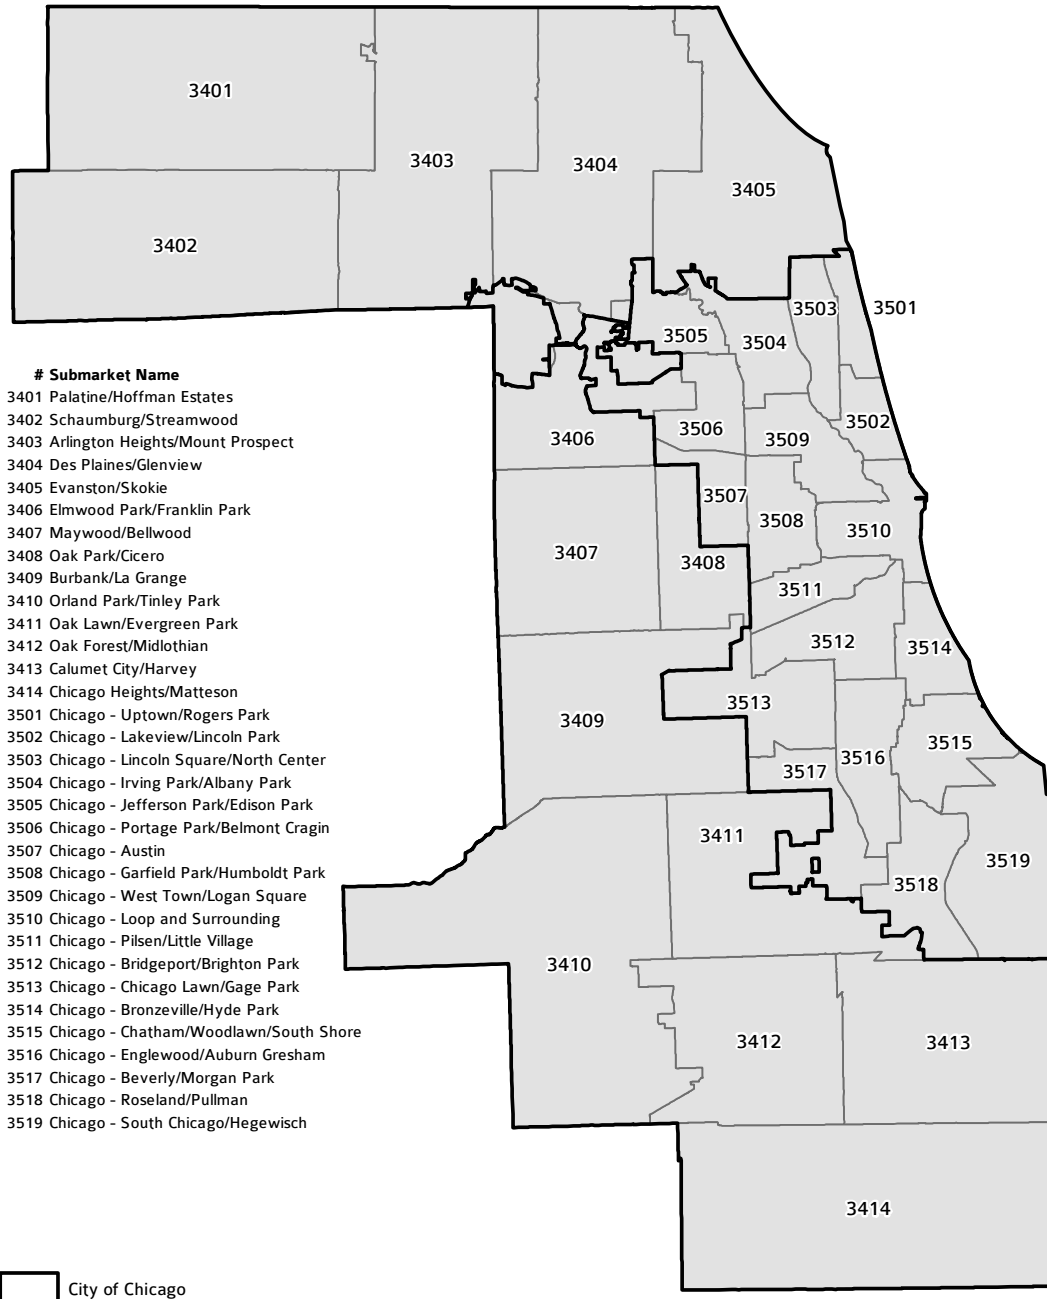 3401
3403
3404
3405
3402
3501
3503
3505
3504
# Submarket Name
3401 Palatine/Hoffman Estates
3402 Schaumburg/Streamwood
3403 Arlington Heights/Mount Prospect
3404 Des Plaines/Glenview
3405 Evanston/Skokie
3406 Elmwood Park/Franklin Park
3407 Maywood/Bellwood
3408 Oak Park/Cicero
3409 Burbank/La Grange
3410 Orland Park/Tinley Park
3411 Oak Lawn/Evergreen Park
3412 Oak Forest/Midlothian
3413 Calumet City/Harvey
3414 Chicago Heights/Matteson
3501 Chicago - Uptown/Rogers Park
3502 Chicago - Lakeview/Lincoln Park
3503 Chicago - Lincoln Square/North Center
3504 Chicago - Irving Park/Albany Park
3505 Chicago - Jefferson Park/Edison Park
3506 Chicago - Portage Park/Belmont Cragin
3507 Chicago - Austin
3508 Chicago - Garfield Park/Humboldt Park
3509 Chicago - West Town/Logan Square
3510 Chicago - Loop and Surrounding
3511 Chicago - Pilsen/Little Village
3512 Chicago - Bridgeport/Brighton Park
3513 Chicago - Chicago Lawn/Gage Park
3514 Chicago - Bronzeville/Hyde Park
3515 Chicago - Chatham/Woodlawn/South Shore
3516 Chicago - Englewood/Auburn Gresham
3517 Chicago - Beverly/Morgan Park
3518 Chicago - Roseland/Pullman
3519 Chicago - South Chicago/Hegewisch
3502
3506
3406
3509
3507
3508
3510
3407
3408
3511
3512
3514
3513
3409
3515
3516
3517
3411
3519
3518
3410
3412
3413
3414
City of Chicago